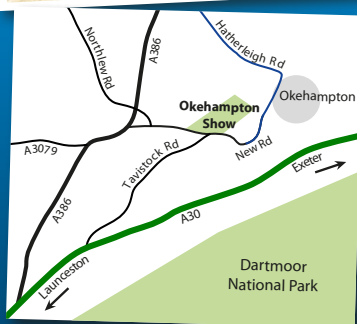 Northlew Rd
A386
Hatherleigh Rd
Okehampton
Show
Okehampton
A3079
Tavistock Rd
New Rd
Exeter
A386
A30
Launceston
Dartmoor
National Park